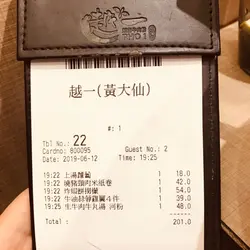 越一
越一(黃大仙)
#: 1
Tbl No.: 22
Cardno: 800095
Guest No.: 2
Date: 2019-06-12
Time: 19:25
19:22 上湯雜菌 1 18.0
19:22 燒豬頸肉米紙卷 1 42.0
19:22 炸蝦餅拼 1 54.0
19:22 牛油蒜蓉雞翼4件 1 39.0
19:25 生牛肉牛丸湯 河粉 1 48.0
Total : 201.0